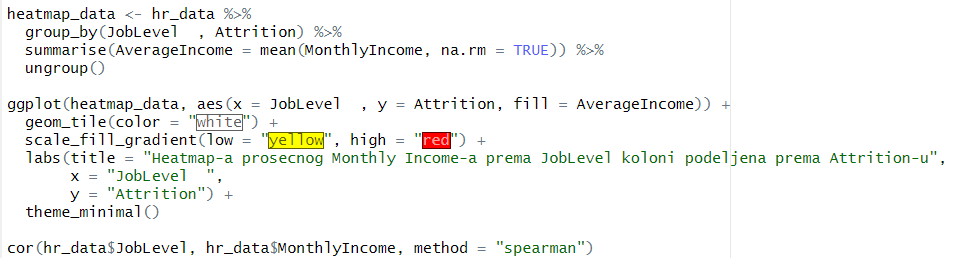 heatmap_data <- hr_data %>%
  group_by(JobLevel  , Attrition) %>%
  summarise(AverageIncome = mean(MonthlyIncome, na.rm = TRUE)) %>%
  ungroup()

ggplot(heatmap_data, aes(x = JobLevel  , y = Attrition, fill = AverageIncome)) +
  geom_tile(color = "white") +
  scale_fill_gradient(low = "yellow", high = "red") +
  labs(title = "Heatmap-a prosecnog Monthly Income-a prema JobLevel koloni podeljena prema Attrition-u",
       x = "JobLevel  ",
       y = "Attrition") +
  theme_minimal()

cor(hr_data$JobLevel, hr_data$MonthlyIncome, method = "spearman")